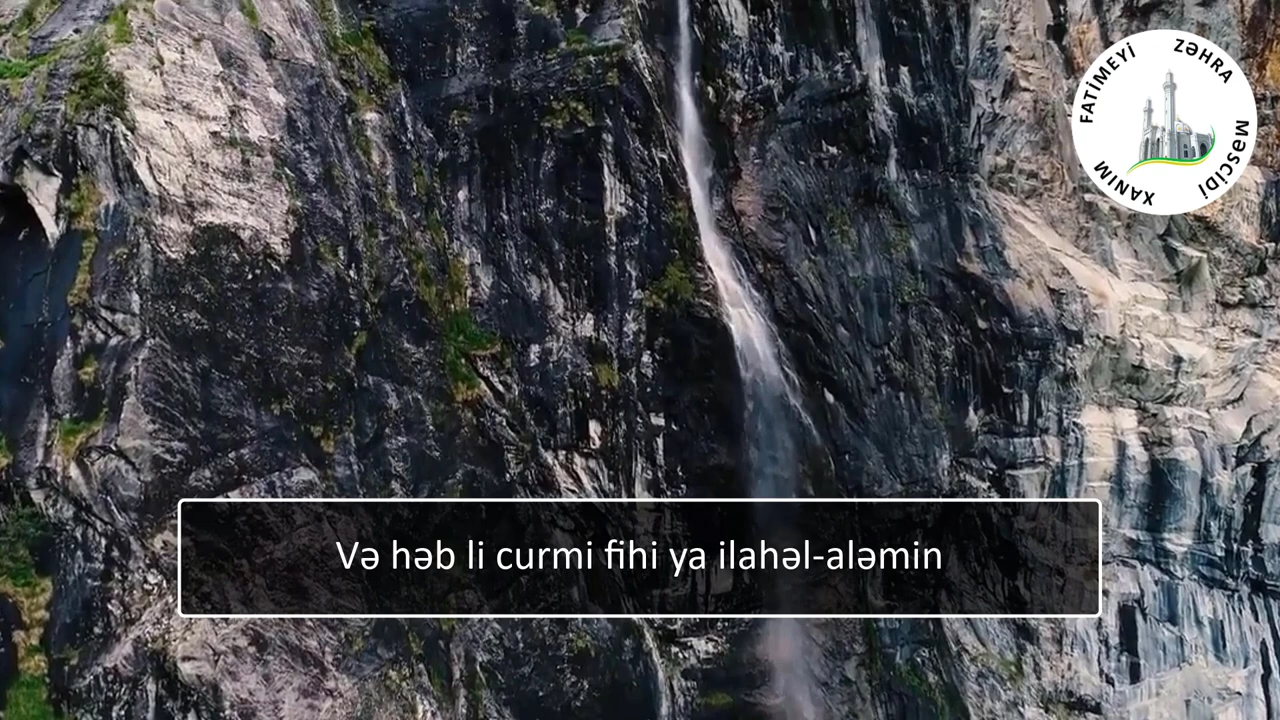 FATİMEYİ ZƏHRA
XANIM MƏSCİDİ
Və həb li curmi fihi ya ilahəl-aləmin